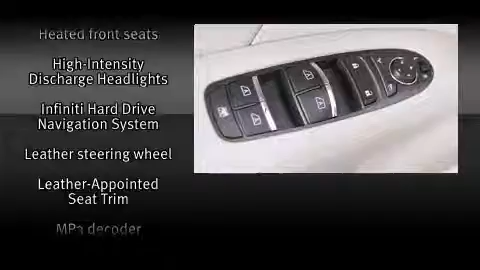 Heated front seats
High-Intensity
Discharge Headlights
Infiniti Hard Drive
Navigation System
Leather steering wheel
Leather-Appointed
Seat Trim
MP3 decoder